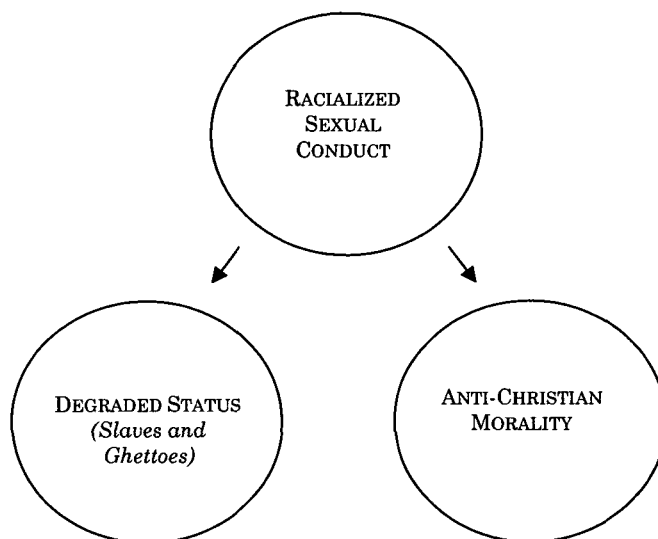 RACIALIZED
SEXUAL
CONDUCT
DEGRADED STATUS
(Slaves and
Ghettoes)
ANTI-CHRISTIAN
MORALITY